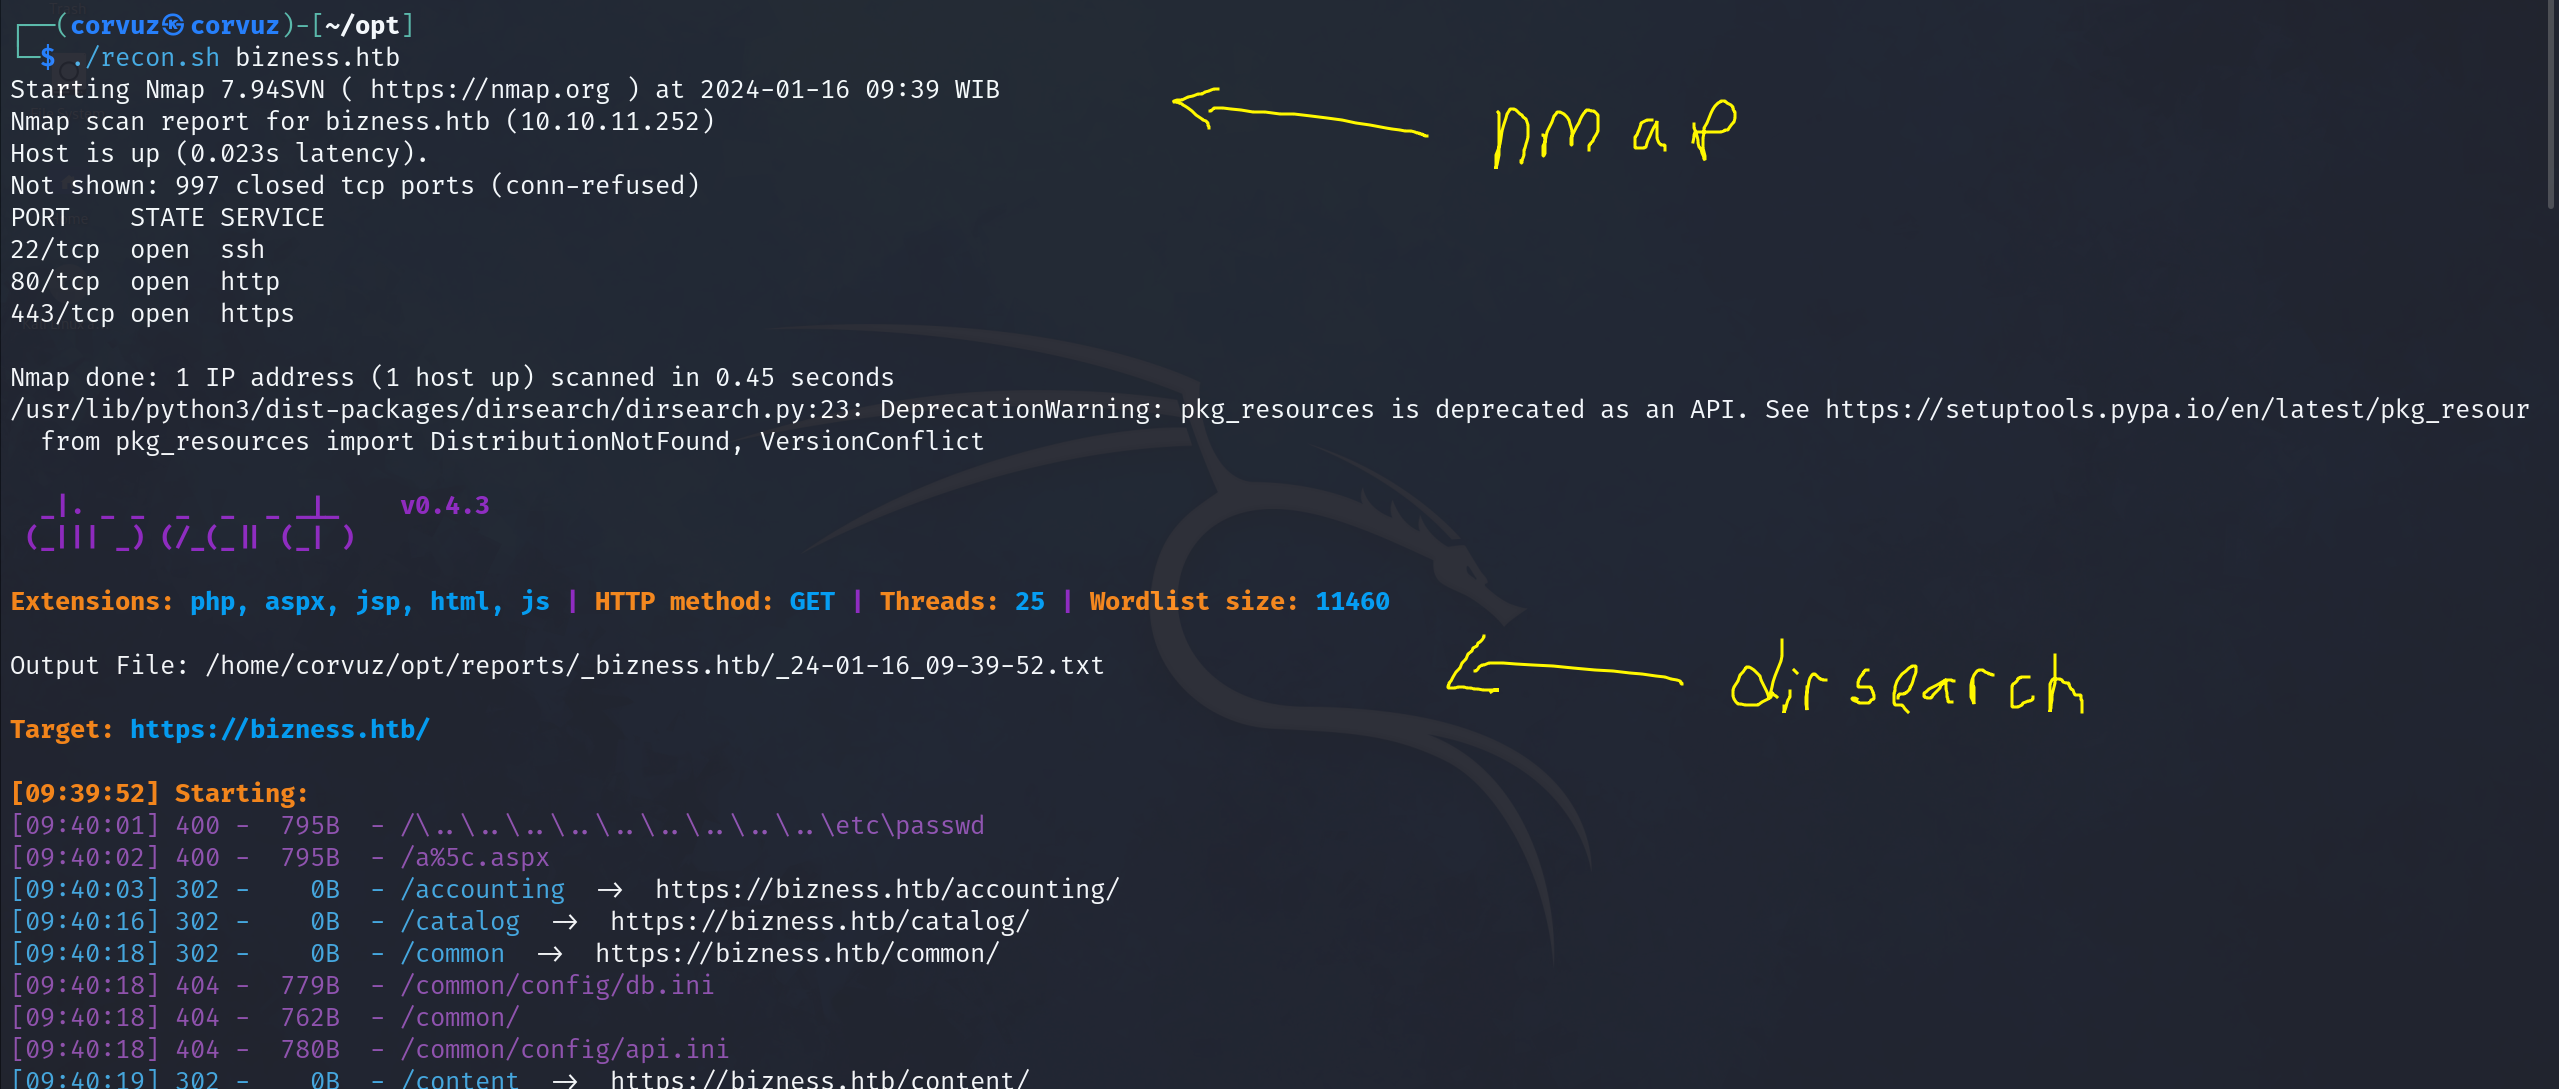 (corvuz㉿corvuz)-[~/opt]
$ ./recon.sh bizness.htb
Starting Nmap 7.94SVN ( https://nmap.org ) at 2024-01-16 09:39 WIB
nmap
Nmap scan report for bizness.htb (10.10.11.252)
Host is up (0.023s latency).
Not shown: 997 closed tcp ports (conn-refused)
PORT    STATE SERVICE
22/tcp  open  ssh
80/tcp  open  http
443/tcp open  https
Nmap done: 1 IP address (1 host up) scanned in 0.45 seconds
/usr/lib/python3/dist-packages/dirsearch/dirsearch.py:23: DeprecationWarning: pkg_resources is deprecated as an API. See https://setuptools.pypa.io/en/latest/pkg_resour
  from pkg_resources import DistributionNotFound, VersionConflict
  _|. _ _  _  _  _ _|_    v0.4.3
 (_||| _) (/_(_|| (_| )
Extensions: php, aspx, jsp, html, js | HTTP method: GET | Threads: 25 | Wordlist size: 11460
Output File: /home/corvuz/opt/reports/_bizness.htb/_24-01-16_09-39-52.txt
dirsearch
Target: https://bizness.htb/
[09:39:52] Starting:
[09:40:01] 400 -  795B  - /\..\..\..\..\..\..\..\..\..\etc\passwd
[09:40:02] 400 -  795B  - /a%5c.aspx
[09:40:03] 302 -    0B  - /accounting  ->  https://bizness.htb/accounting/
[09:40:16] 302 -    0B  - /catalog  ->  https://bizness.htb/catalog/
[09:40:18] 302 -    0B  - /common  ->  https://bizness.htb/common/
[09:40:18] 404 -  779B  - /common/config/db.ini
[09:40:18] 404 -  762B  - /common/
[09:40:18] 404 -  780B  - /common/config/api.ini
[09:40:19] 302 -    0B  - /content  ->  https://bizness.htb/content/